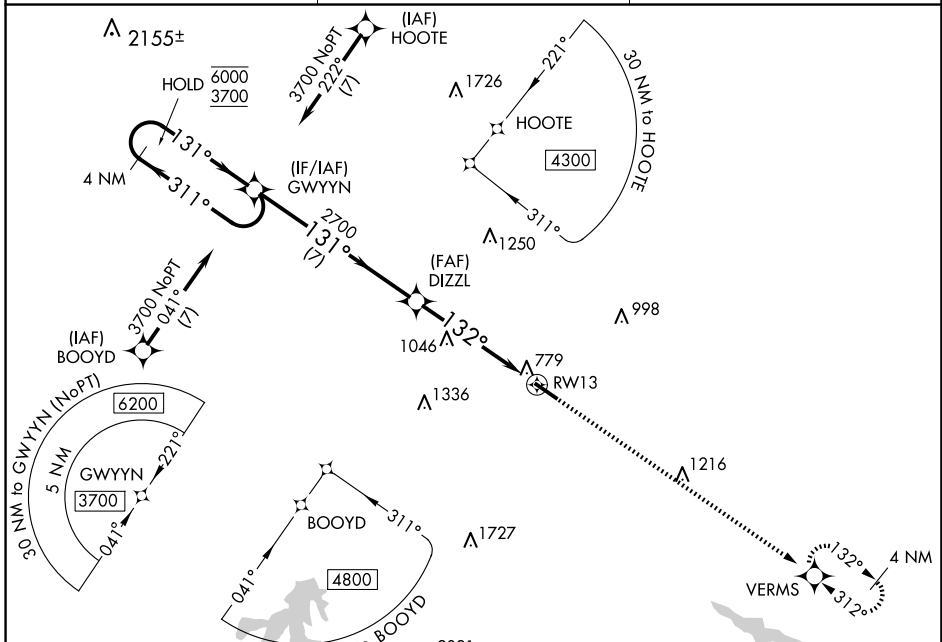 2155±
(IAF)
HOOTE
3700 NoPT
222°
(7)
HOLD
6000
3700
131°
311°
4 NM
(IF/IAF)
GWYYN
1726
221°
30 NM to HOOTE
HOOTE
4300
311°
1250
2700
131°
(7)
(FAF)
DIZZL
132°
998
1046
779
RW13
1336
3700 NoPT
041°
(7)
(IAF)
BOOYD
30 NM to GWYYN (NoPT)
6200
5 NM
221°
GWYYN
3700
041°
BOOYD
311°
041°
4800
BOOYD
1727
1216
132°
4 NM
VERMS
312°